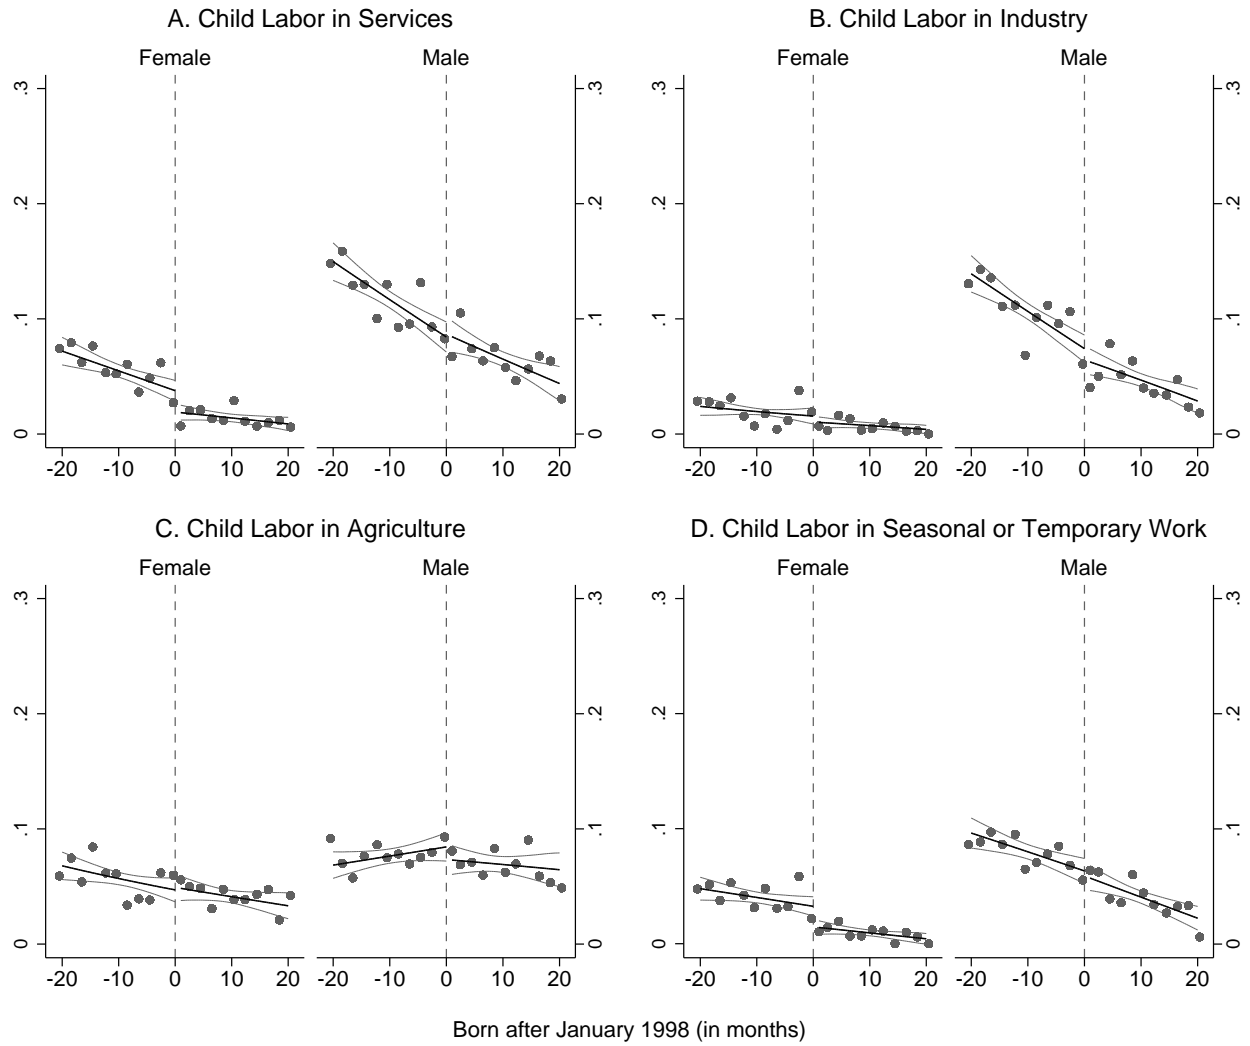 A. Child Labor in Services
Female Male
.3 .3
.2 .2
.1 .1
0 0
-20 -10 0 10 20 -20 -10 0 10 20
B. Child Labor in Industry
Female Male
.3 .3
.2 .2
.1 .1
0 0
-20 -10 0 10 20 -20 -10 0 10 20
C. Child Labor in Agriculture
Female Male
.3 .3
.2 .2
.1 .1
0 0
-20 -10 0 10 20 -20 -10 0 10 20
D. Child Labor in Seasonal or Temporary Work
Female Male
.3 .3
.2 .2
.1 .1
0 0
-20 -10 0 10 20 -20 -10 0 10 20
Born after January 1998 (in months)